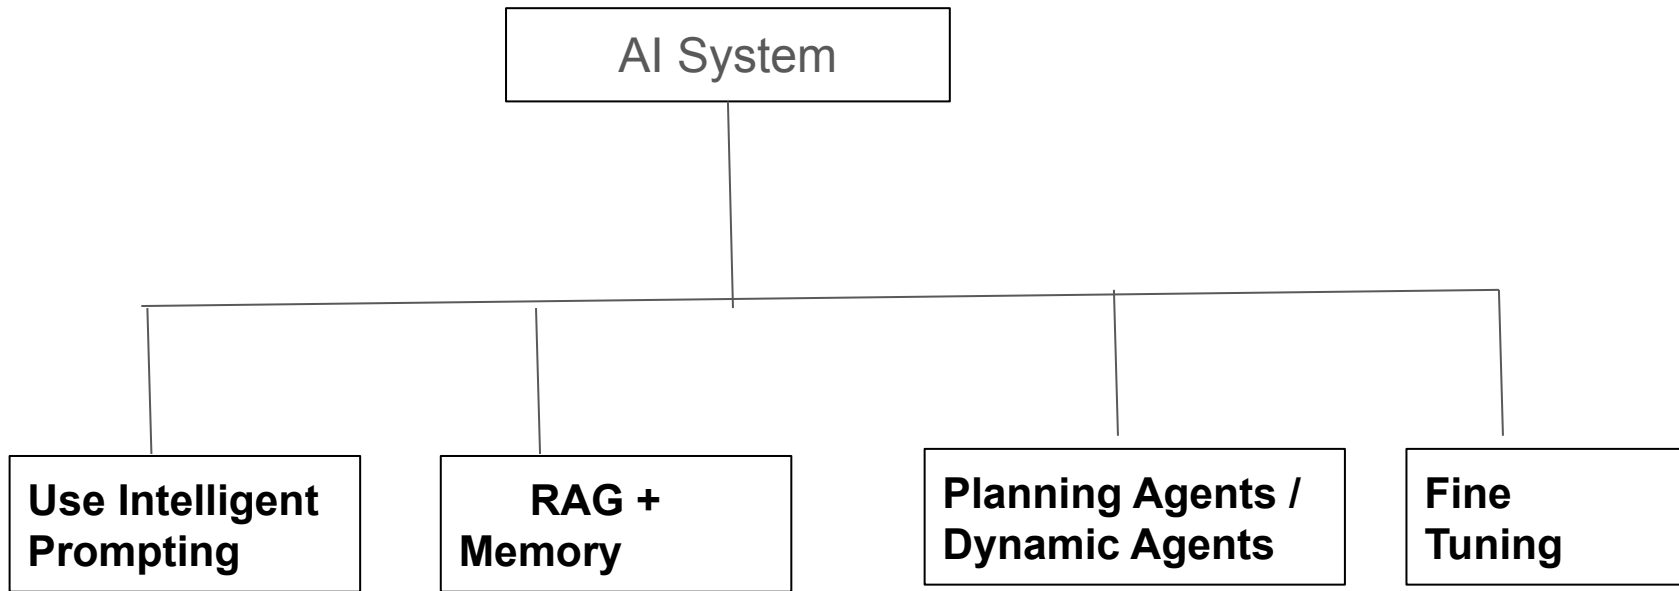 AI System
Use Intelligent
Prompting
RAG +
Memory
Planning Agents /
Dynamic Agents
Fine
Tuning